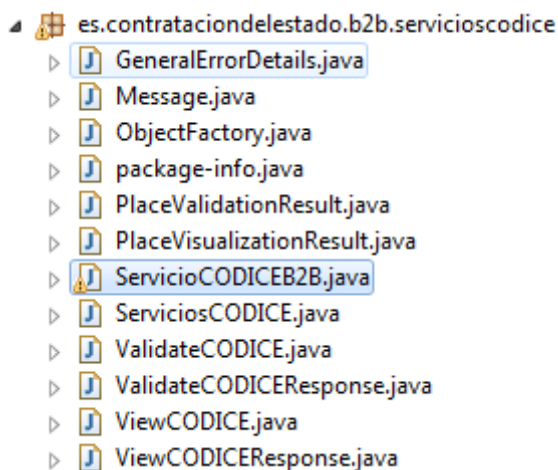 es.contrataciondelestado.b2b.servicioscodice
GeneralErrorDetails.java
Message.java
ObjectFactory.java
package-info.java
PlaceValidationResult.java
PlaceVisualizationResult.java
ServicioCODICEB2B.java
ServiciosCODICE.java
ValidateCODICE.java
ValidateCODICEResponse.java
ViewCODICE.java
ViewCODICEResponse.java